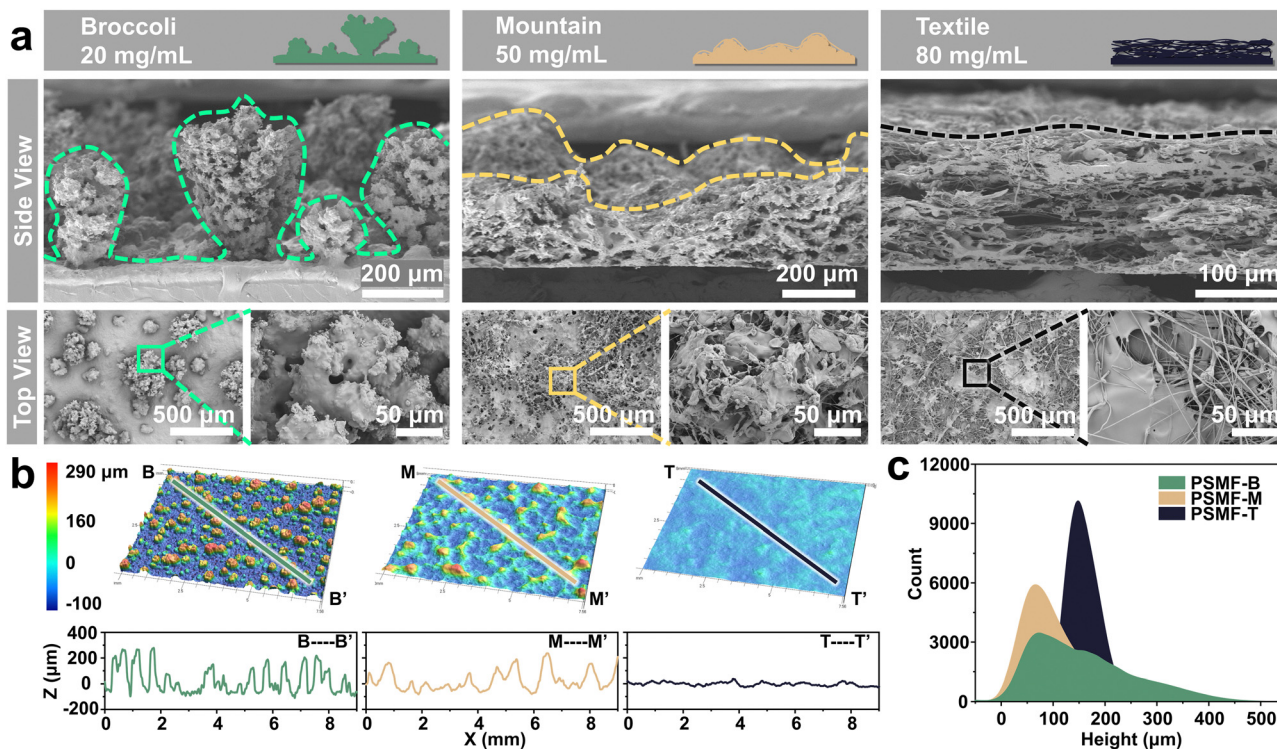 a
Broccoli
20 mg/mL
Mountain
50 mg/mL
Textile
80 mg/mL
Side View
200 µm
200 µm
100 µm
Top View
500 µm
50 µm
500 µm
50 µm
500 µm
50 µm
b
290 µm
160
0
-100
B
B'
M
M'
T
T'
B----B'
M----M'
T----T'
Z (µm)
400
200
0
-200
0 2 4 6 8
0 2 4 6 8
0 2 4 6 8
X (mm)
c
PSMF-B
PSMF-M
PSMF-T
Count
12000
9000
6000
3000
0
0 100 200 300 400 500
Height (µm)